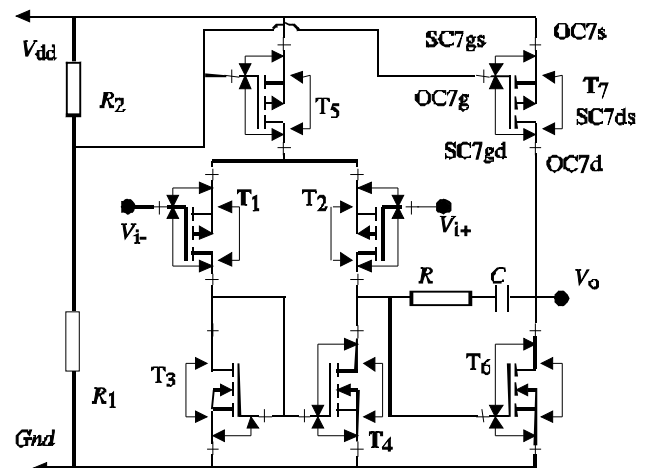 SC7gs
OC7s
Vdd
R2
T5
OC7g
T7
SC7ds
SC7gd
OC7d
T1
T2
Vi-
Vi+
R
C
Vo
T3
T6
R1
Gnd
T4